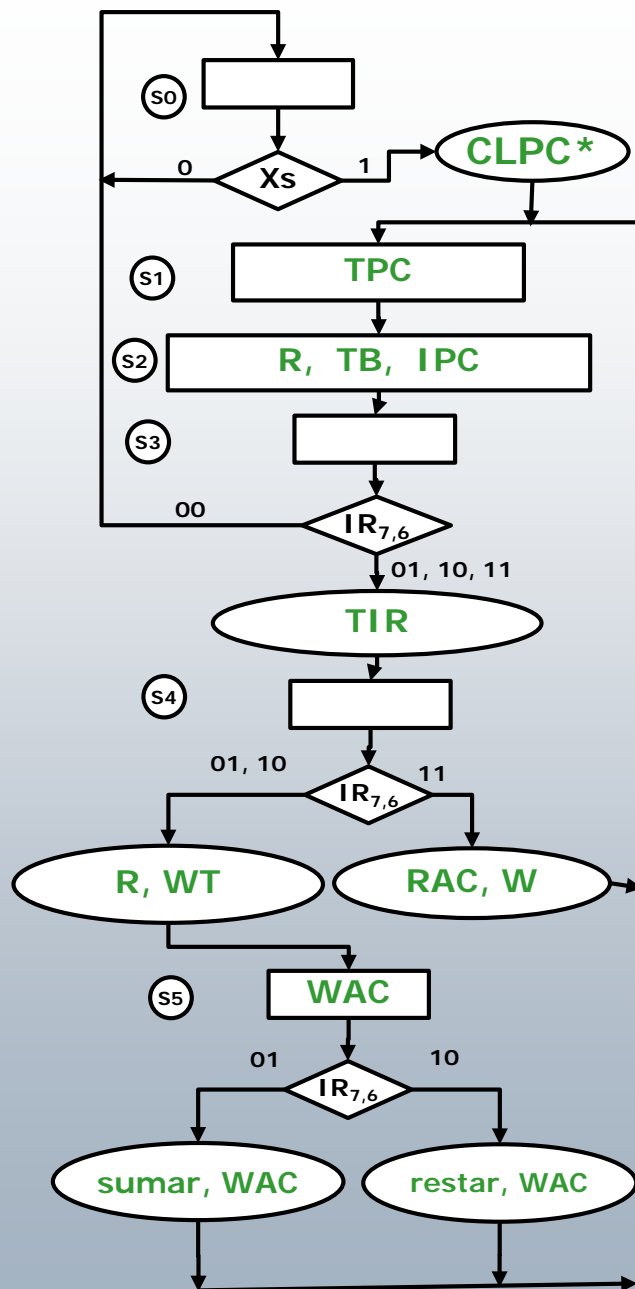 S0
0
Xs
1
CLPC*
S1
TPC
S2
R, TB, IPC
S3
00
IR7,6
01, 10, 11
TIR
S4
01, 10
IR7,6
11
R, WT
RAC, W
S5
WAC
01
IR7,6
10
sumar, WAC
restar, WAC